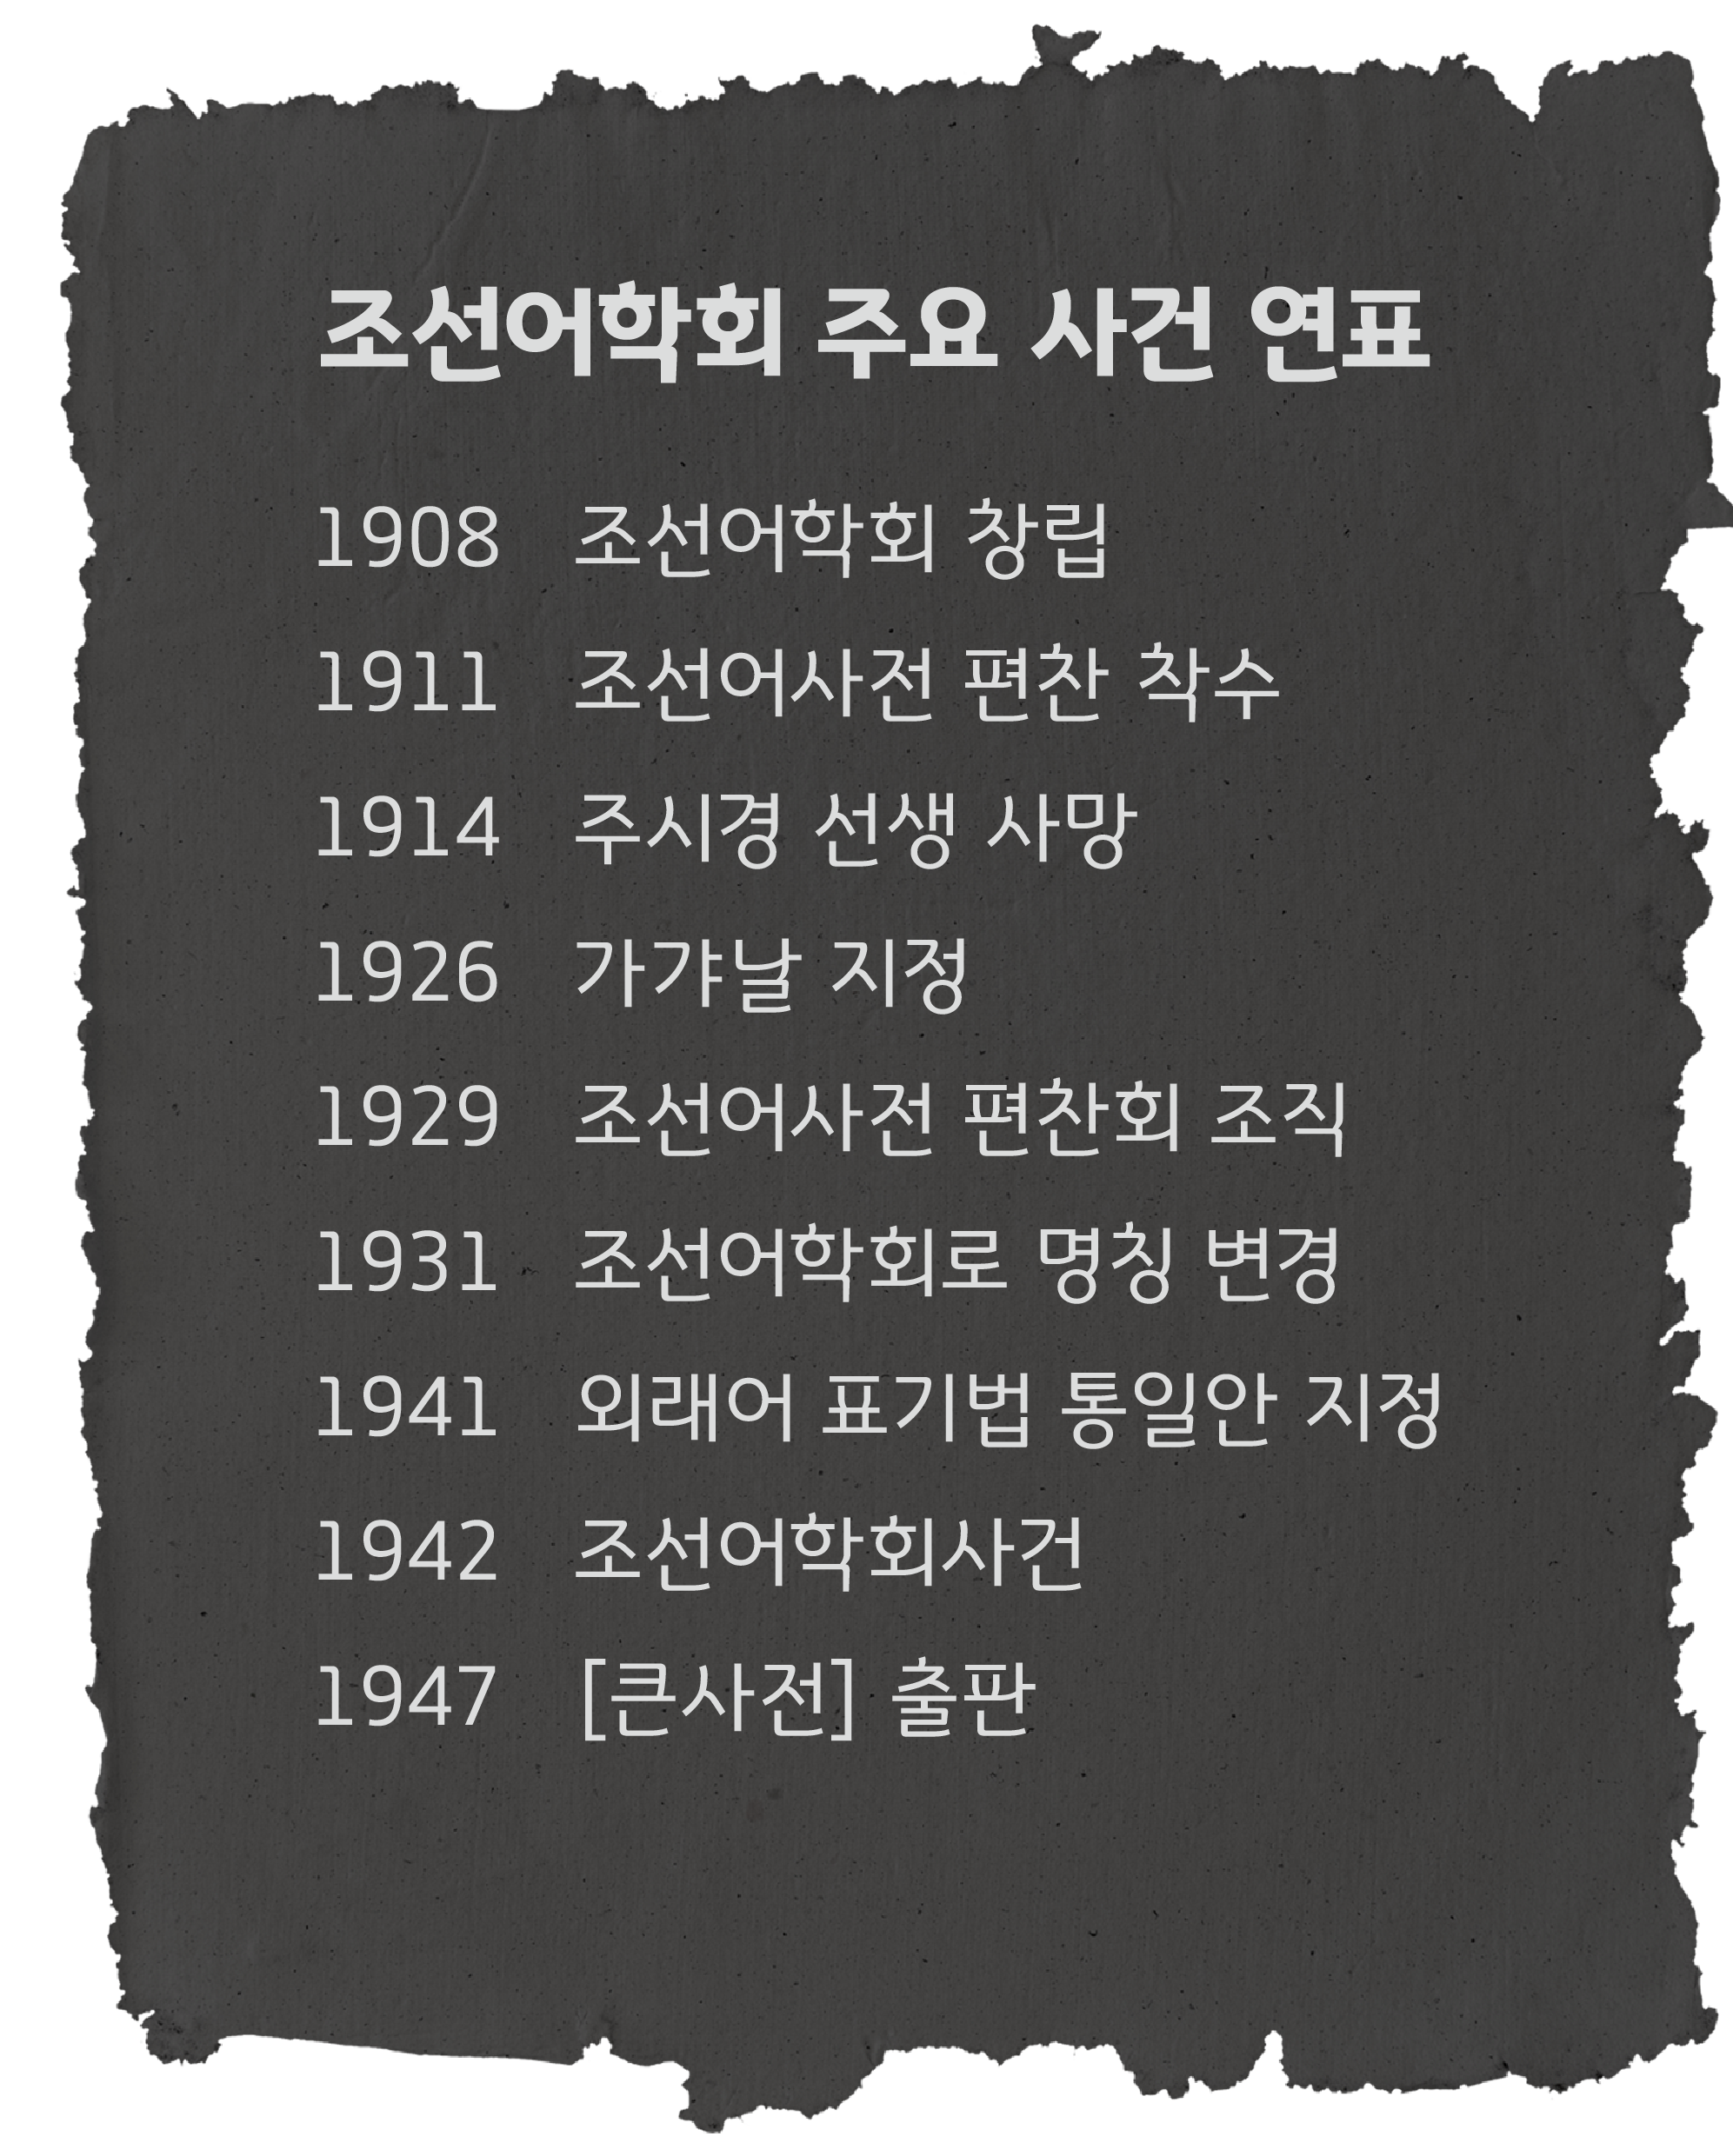 조선어학회 주요 사건 연표
1908 조선어학회 창립
1911 조선어사전 편찬 착수
1914 주시경 선생 사망
1926 가갸날 지정
1929 조선어사전 편찬회 조직
1931 조선어학회로 명칭 변경
1941 외래어 표기법 통일안 지정
1942 조선어학회사건
1947 [큰사전] 출판